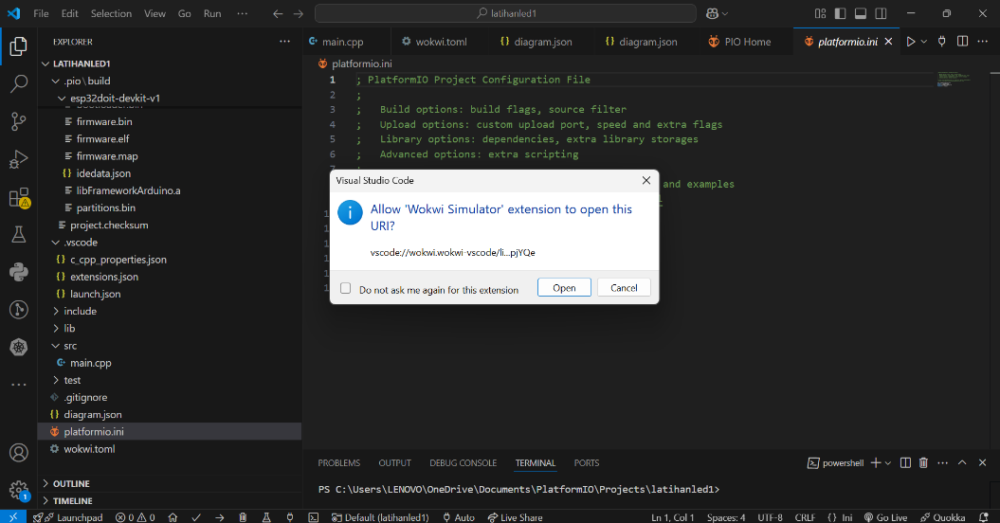 File Edit Selection View Go Run ··· latihanled1
EXPLORER ···
LATIHANLED1
.pio \ build
esp32doit-devkit-v1
firmware.bin
firmware.elf
firmware.map
{} idedata.json
libFrameworkArduino.a
partitions.bin
project.checksum
.vscode
{} c_cpp_properties.json
{} extensions.json
{} launch.json
include
lib
src
main.cpp
test
.gitignore
{} diagram.json
platformio.ini
wokwi.toml
OUTLINE
TIMELINE
1
main.cpp wokwi.toml {} diagram.json {} diagram.json PIO Home platformio.ini
platformio.ini
1 ; PlatformIO Project Configuration File
2 ;
3 ;   Build options: build flags, source filter
4 ;   Upload options: custom upload port, speed and extra flags
5 ;   Library options: dependencies, extra library storages
6 ;   Advanced options: extra scripting
7 ;
and examples
Visual Studio Code
Allow 'Wokwi Simulator' extension to open this
URI?
vscode://wokwi.wokwi-vscode/li...pjYQe
Do not ask me again for this extension
Open Cancel
PROBLEMS OUTPUT DEBUG CONSOLE TERMINAL PORTS
powershell
PS C:\Users\LENOVO\OneDrive\Documents\PlatformIO\Projects\latihanled1>
Launchpad 0 0 Default (latihanled1) Auto Live Share Ln 1, Col 1 Spaces: 4 UTF-8 CRLF {} Ini Go Live Quokka